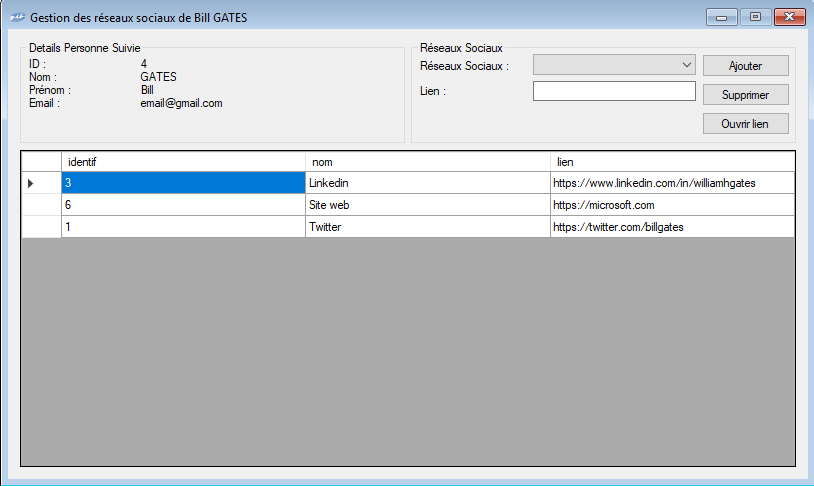 Gestion des réseaux sociaux de Bill GATES
Details Personne Suivie
ID : 4
Nom : GATES
Prénom : Bill
Email : email@gmail.com
Réseaux Sociaux
Réseaux Sociaux :
Ajouter
Lien :
Supprimer
Ouvrir lien
identif nom lien
3 Linkedin https://www.linkedin.com/in/williamhgates
6 Site web https://microsoft.com
1 Twitter https://twitter.com/billgates